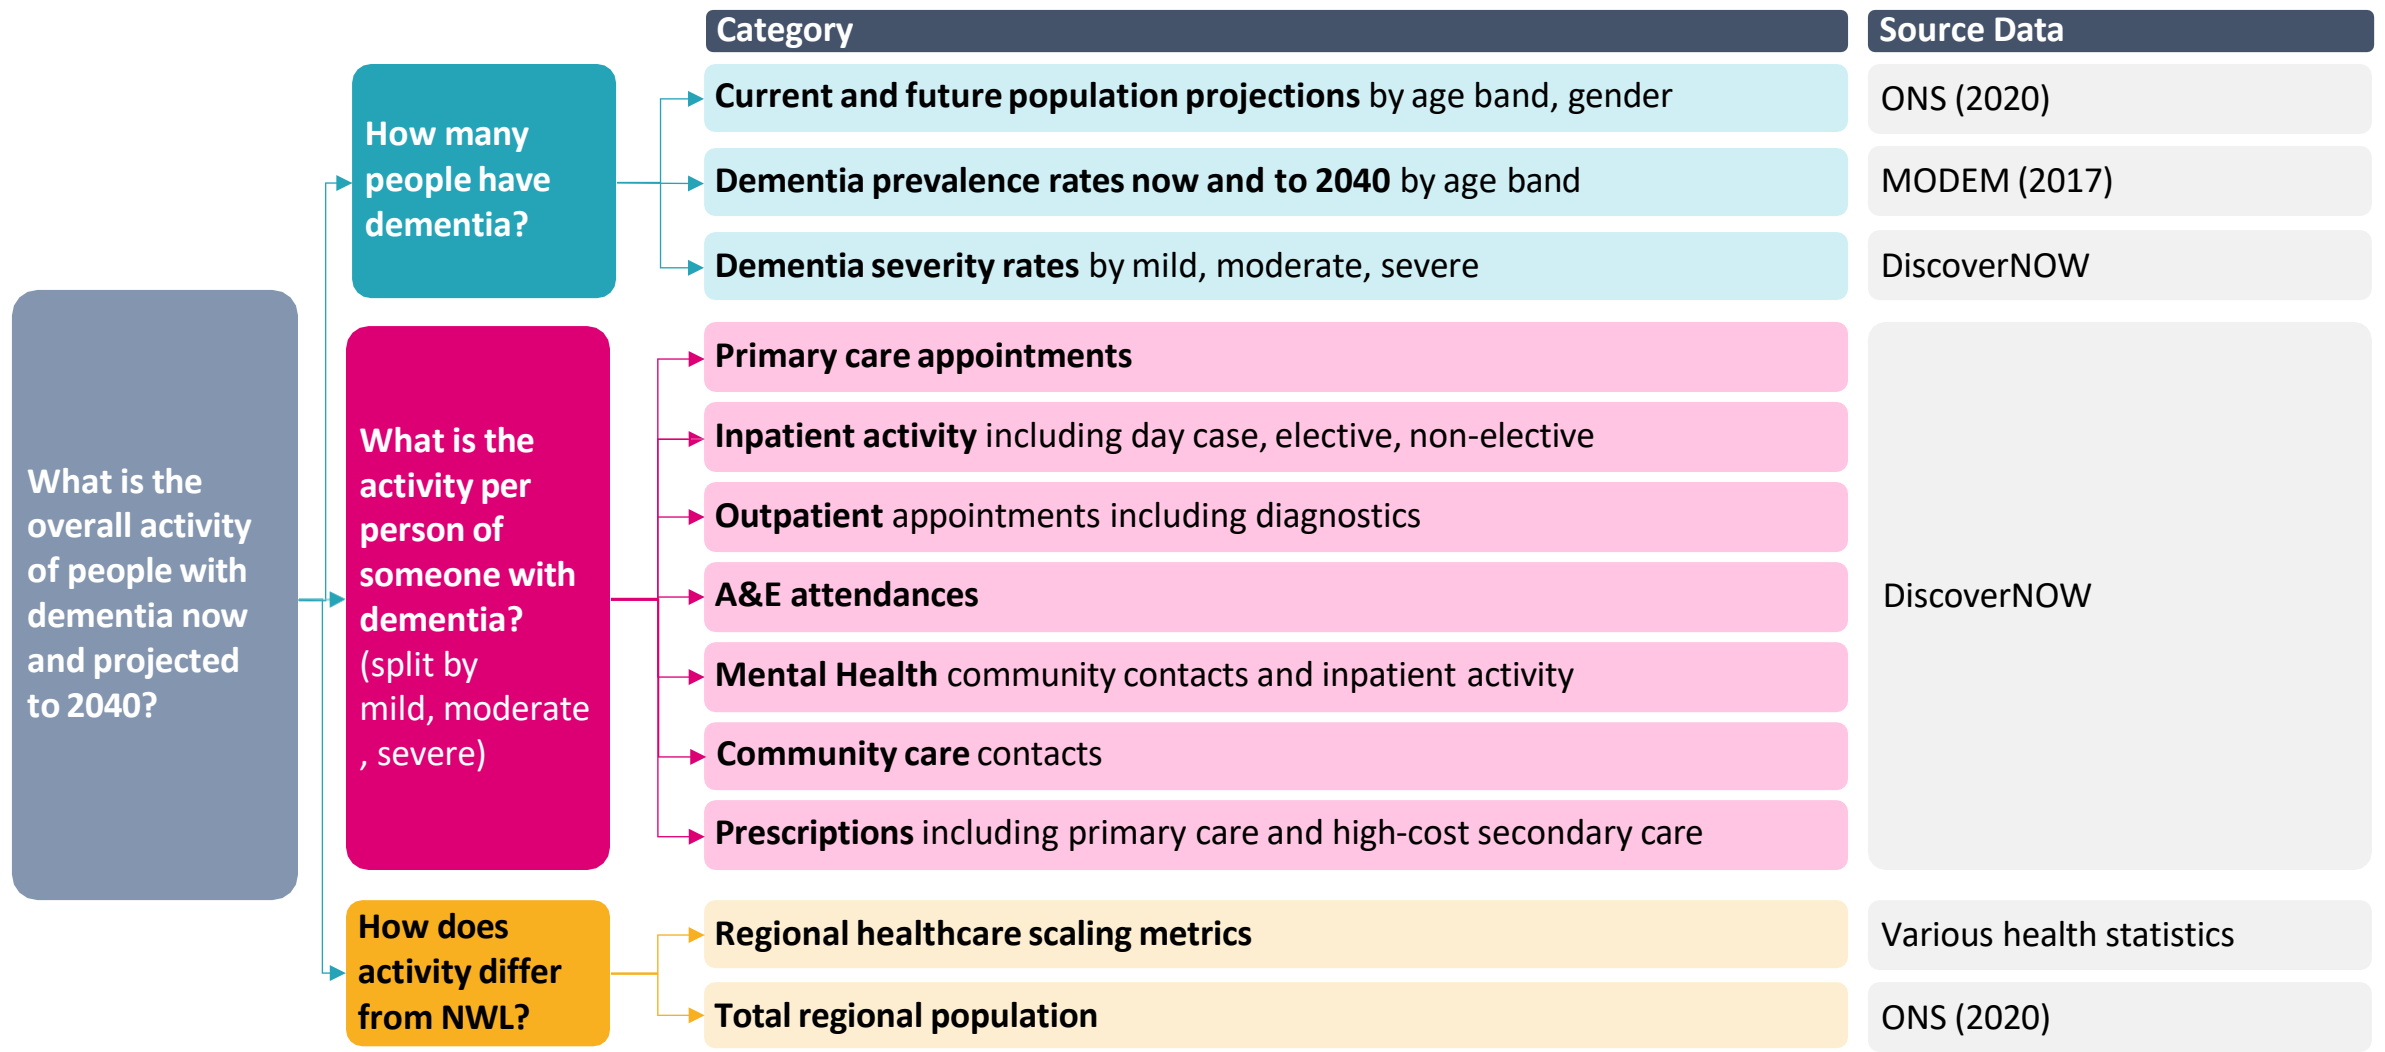 Category
Source Data
What is the
overall activity
of people with
dementia now
and projected
to 2040?
How many
people have
dementia?
Current and future population projections by age band, gender
ONS (2020)
Dementia prevalence rates now and to 2040 by age band
MODEM (2017)
Dementia severity rates by mild, moderate, severe
DiscoverNOW
What is the
activity per
person of
someone with
dementia?
(split by
mild, moderate
, severe)
Primary care appointments
Inpatient activity including day case, elective, non-elective
Outpatient appointments including diagnostics
A&E attendances
Mental Health community contacts and inpatient activity
Community care contacts
Prescriptions including primary care and high-cost secondary care
DiscoverNOW
How does
activity differ
from NWL?
Regional healthcare scaling metrics
Various health statistics
Total regional population
ONS (2020)